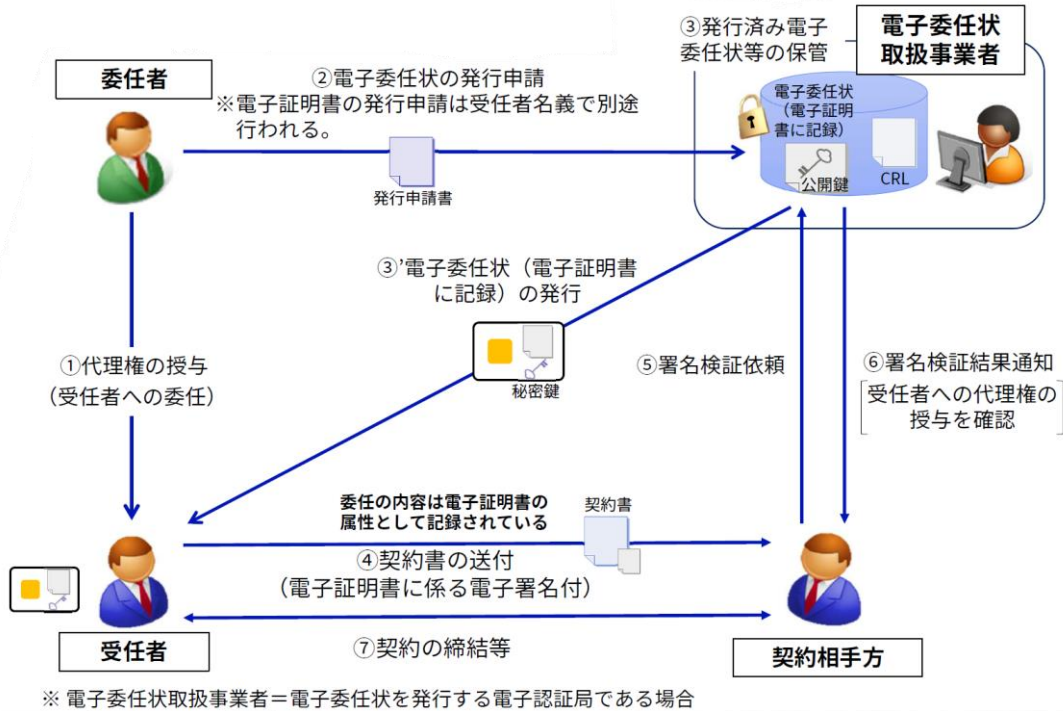 ③発行済み電子
委任状等の保管
電子委任状
取扱事業者
委任者
②電子委任状の発行申請
※電子証明書の発行申請は受任者名義で別途
行われる。
発行申請書
電子委任状
（電子証明
書に記録）
公開鍵
CRL
③’電子委任状（電子証明書
に記録）の発行
秘密鍵
①代理権の授与
（受任者への委任）
⑤署名検証依頼
⑥署名検証結果通知
受任者への代理権の
授与を確認
委任の内容は電子証明書の
属性として記録されている
契約書
④契約書の送付
（電子証明書に係る電子署名付）
⑦契約の締結等
受任者
契約相手方
※ 電子委任状取扱事業者＝電子委任状を発行する電子認証局である場合